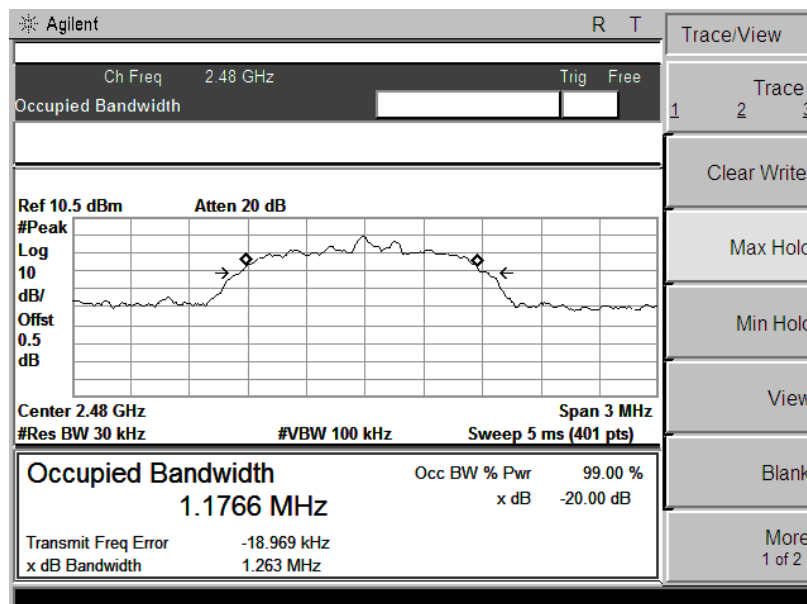 Agilent R T
Trace/View
Ch Freq 2.48 GHz Trig Free
Occupied Bandwidth
Trace
1 2 3
Clear Write
Ref 10.5 dBm Atten 20 dB
#Peak
Log
10
dB/
Offst
0.5
dB
Max Hold
Min Hold
View
Center 2.48 GHz Span 3 MHz
#Res BW 30 kHz #VBW 100 kHz Sweep 5 ms (401 pts)
Occupied Bandwidth Occ BW % Pwr 99.00 %
1.1766 MHz x dB -20.00 dB
Transmit Freq Error -18.969 kHz
x dB Bandwidth 1.263 MHz
Blank
More
1 of 2